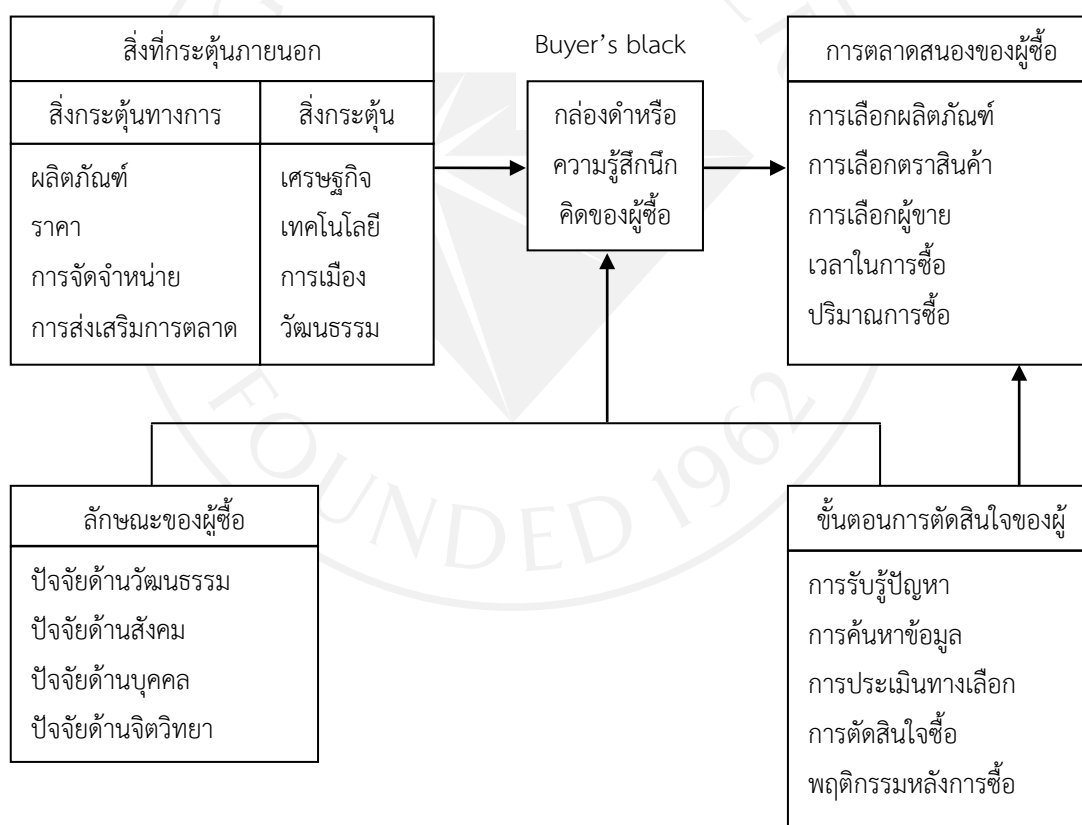 สิ่งที่กระตุ้นภายนอก
สิ่งกระตุ้นทางการ
สิ่งกระตุ้น
ผลิตภัณฑ์
ราคา
การจัดจำหน่าย
การส่งเสริมการตลาด
เศรษฐกิจ
เทคโนโลยี
การเมือง
วัฒนธรรม
Buyer's black
กล่องดำหรือ
ความรู้สึกนึก
คิดของผู้ซื้อ
การตลาดสนองของผู้ซื้อ
การเลือกผลิตภัณฑ์
การเลือกตราสินค้า
การเลือกผู้ขาย
เวลาในการซื้อ
ปริมาณการซื้อ
ลักษณะของผู้ซื้อ
ปัจจัยด้านวัฒนธรรม
ปัจจัยด้านสังคม
ปัจจัยด้านบุคคล
ปัจจัยด้านจิตวิทยา
ขั้นตอนการตัดสินใจของผู้
การรับรู้ปัญหา
การค้นหาข้อมูล
การประเมินทางเลือก
การตัดสินใจซื้อ
พฤติกรรมหลังการซื้อ
FOUNDED 1962